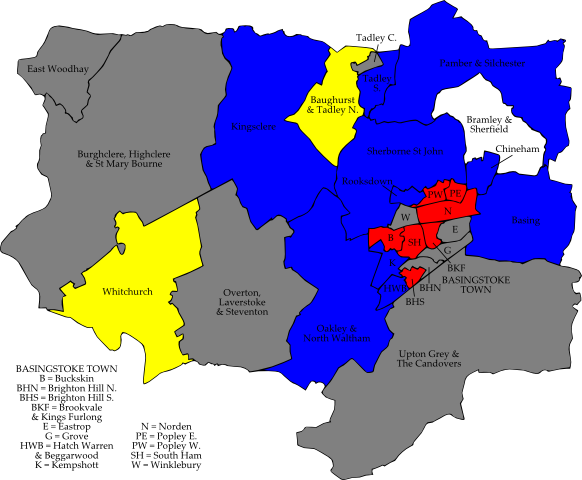 Tadley C.
East Woodhay
Pamber & Silchester
Tadley
S.
Baughurst
& Tadley N.
Bramley &
Sherfield
Kingsclere
Chineham
Burghclere, Highclere
& St Mary Bourne
Sherborne St John
Rooksdown
PW
PE
W
N
Basing
E
B
SH
G
K
BKF
BASINGSTOKE
TOWN
HWB
BHN
BHS
Whitchurch
Overton,
Laverstoke
& Steventon
Oakley &
North Waltham
Upton Grey &
The Candovers
BASINGSTOKE TOWN
B = Buckskin
BHN = Brighton Hill N.
BHS = Brighton Hill S.
BKF = Brookvale
& Kings Furlong
E = Eastrop
G = Grove
HWB = Hatch Warren
& Beggarwood
K = Kempshott
N = Norden
PE = Popley E.
PW = Popley W.
SH = South Ham
W = Winklebury